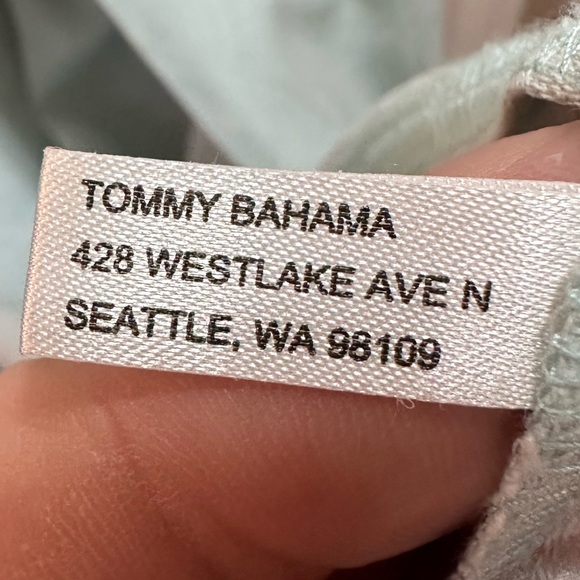 TOMMY BAHAMA
428 WESTLAKE AVE N
SEATTLE, WA 98109